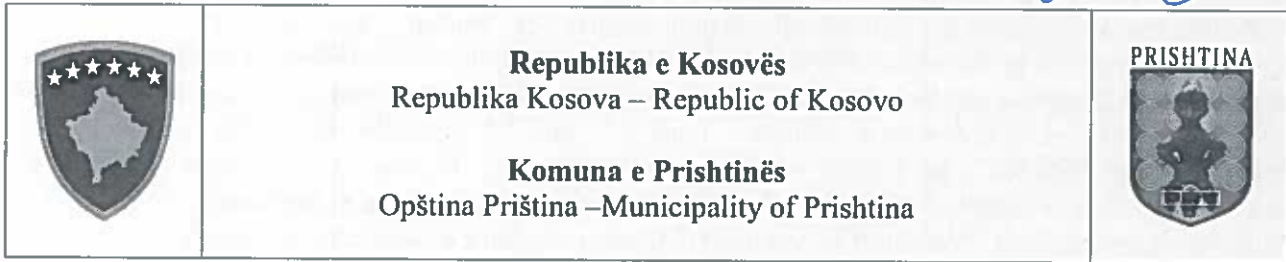 Republika e Kosovës
Republika Kosova – Republic of Kosovo
Komuna e Prishtinës
Opština Priština –Municipality of Prishtina
PRISHTINA